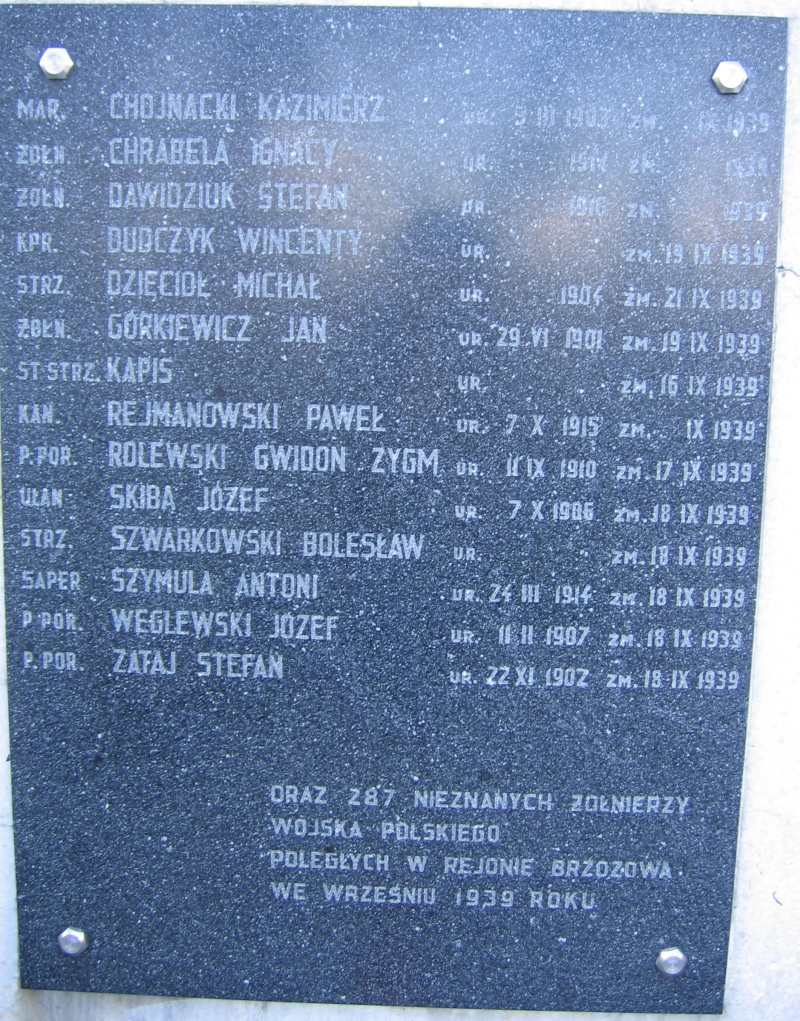 MAR. CHOJNACKI KAZIMIERZ UR. 9 III 1903 ZM. IX 1939
ŻOŁN. CHRABELA IGNACY UR. ZM. 1939
ŻOŁN. DAWIDZIUK STEFAN UR. 1916 ZM. 1939
KPR. DUDCZYK WINCENTY UR. ZM. 19 IX 1939
STRZ. DZIĘCIOŁ MICHAŁ UR. 1904 ZM. 21 IX 1939
ŻOŁN. GÓRKIEWICZ JAN UR. 29 VI 1901 ZM. 19 IX 1939
ST STRZ. KAPIS UR. ZM. 16 IX 1939
KAN. REJMANOWSKI PAWEŁ UR. 7 X 1915 ZM. IX 1939
P.POR. ROLEWSKI GWIDON ZYGM UR. 11 IX 1910 ZM. 17 IX 1939
UŁAN SKIBA JÓZEF UR. 7 X 1906 ZM. 18 IX 1939
STRZ. SZWARKOWSKI BOLESŁAW UR. ZM. 18 IX 1939
SAPER SZYMULA ANTONI UR. 24 III 1914 ZM. 18 IX 1939
P POR. WĘGLEWSKI JÓZEF UR. 11 II 1907 ZM. 18 IX 1939
P.POR. STEFAN UR. 22 XI 1902 ZM. 18 IX 1939
ORAZ 287 NIEZNANYCH ŻOŁNIERZY
WOJSKA POLSKIEGO
POLEGŁYCH W REJONIE BRZOZOWA
WE WRZEŚNIU 1939 ROKU